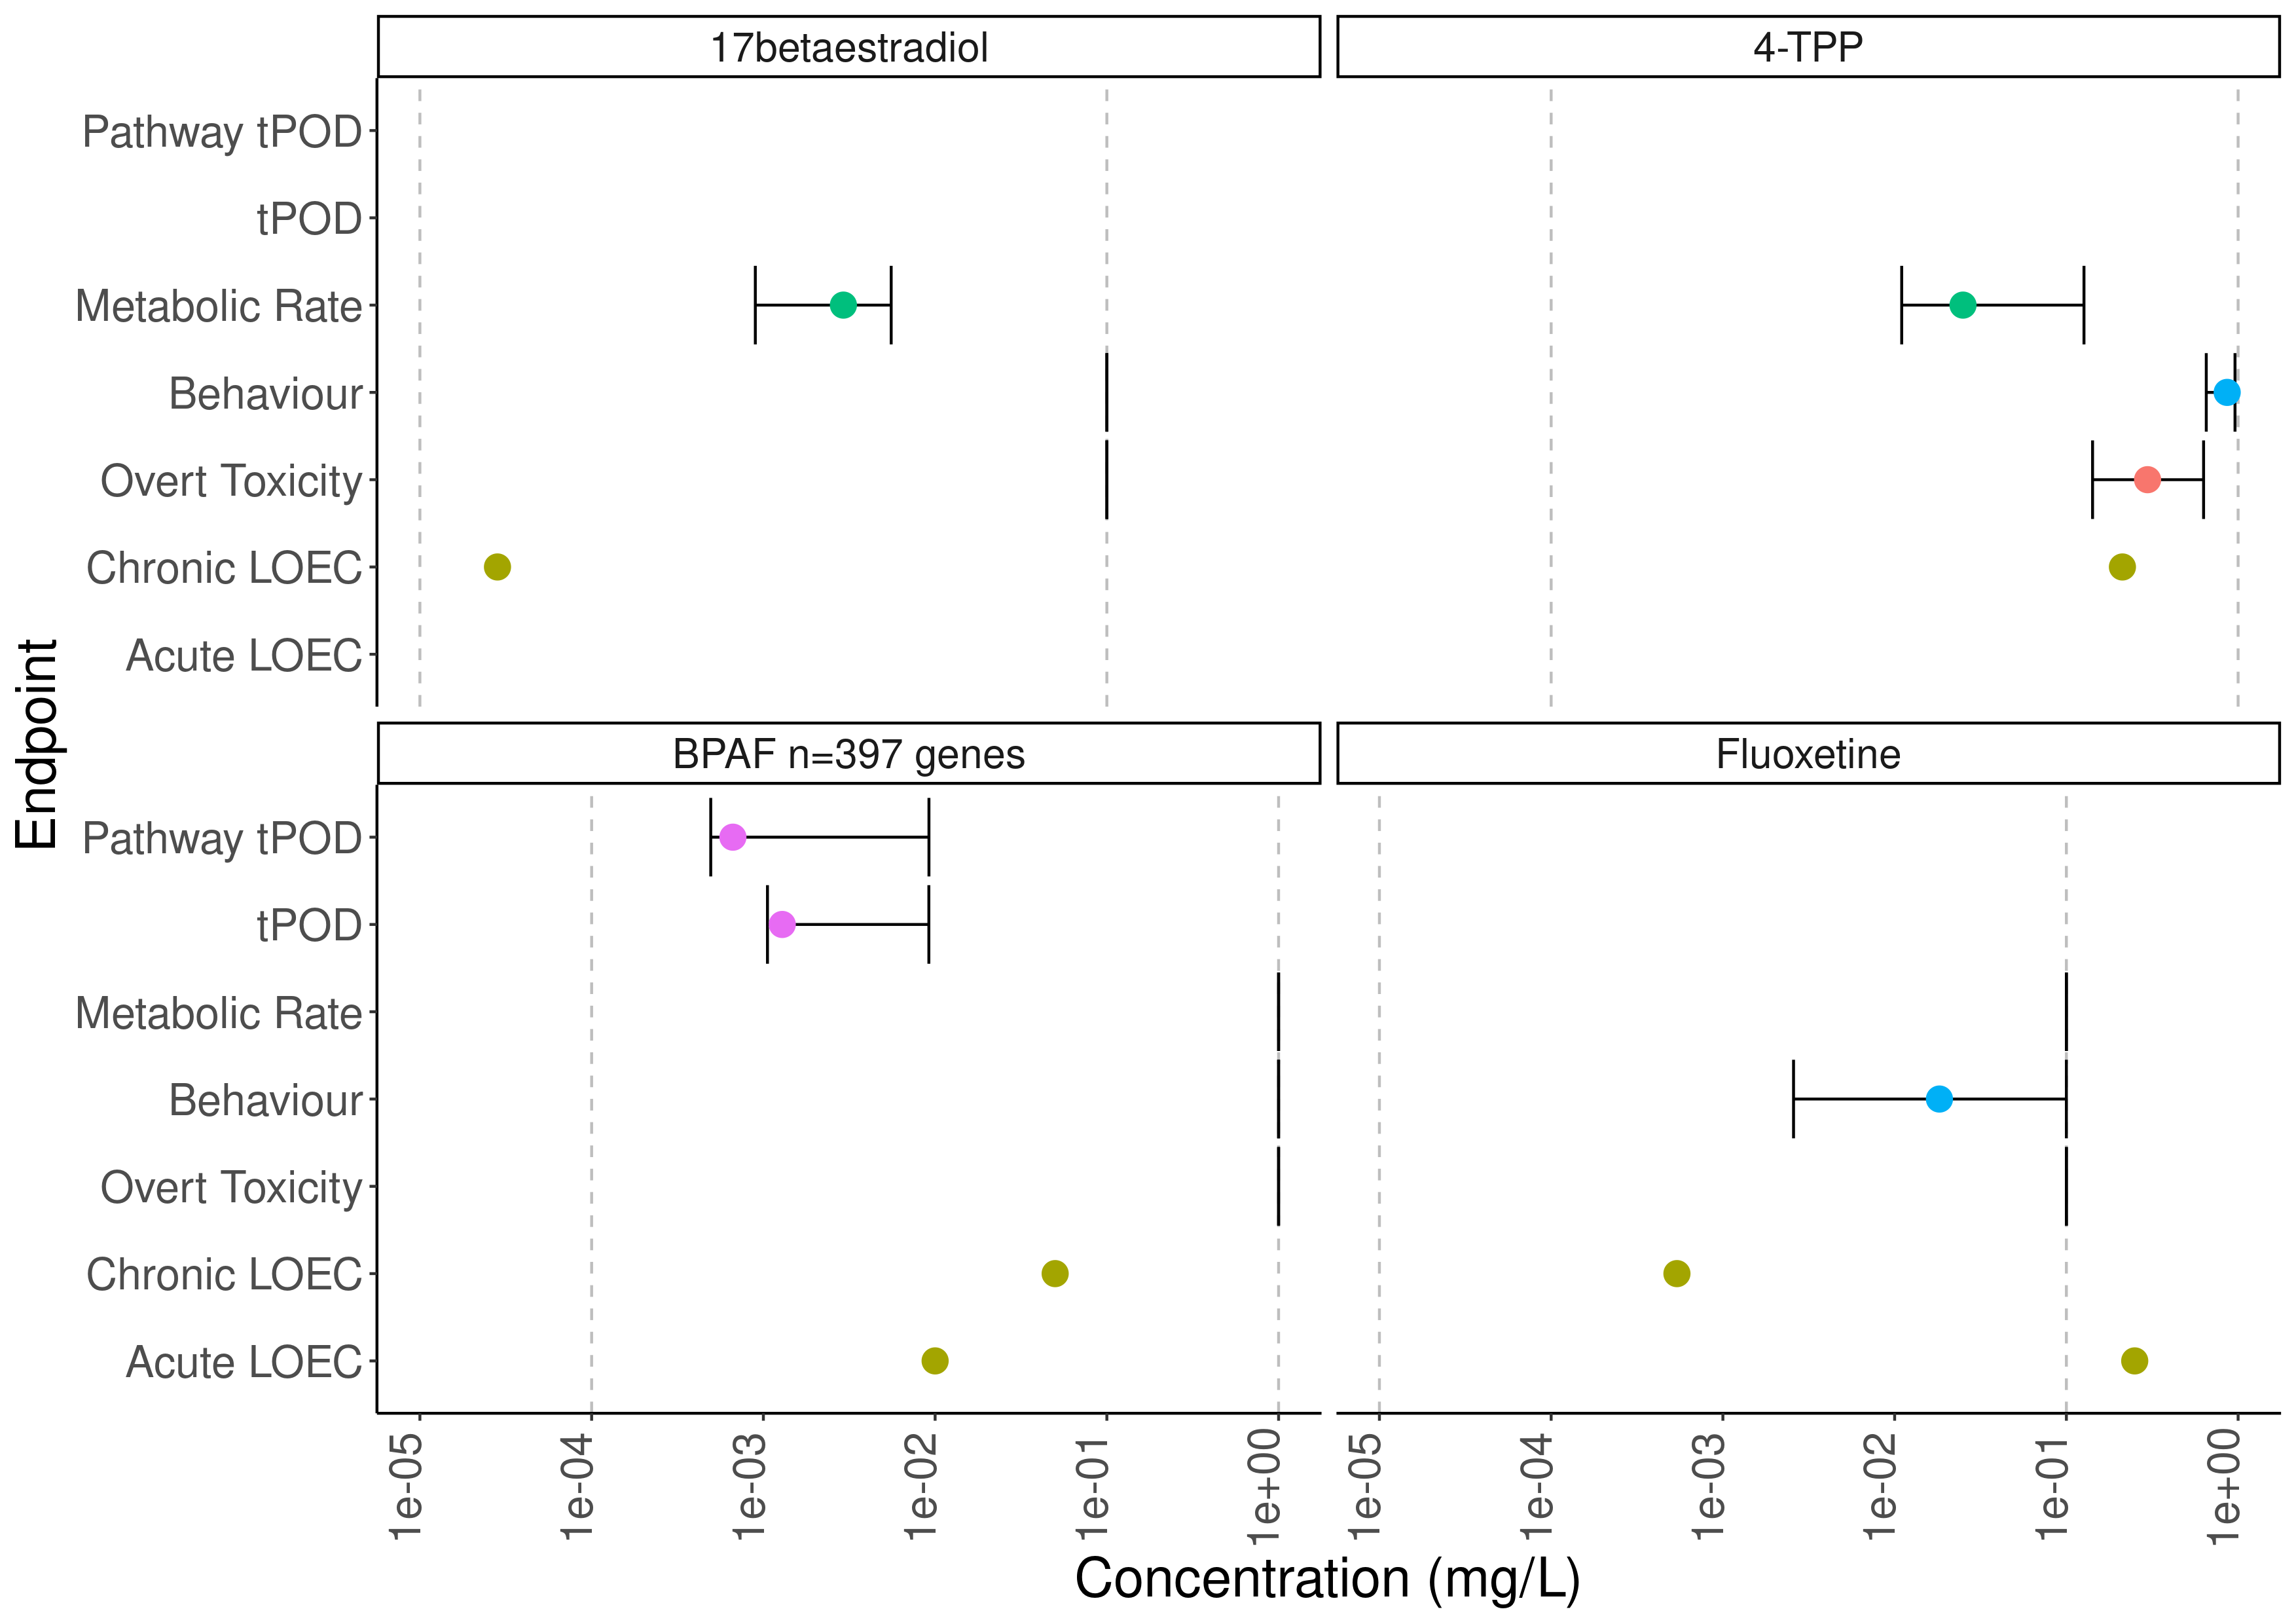 17betaestradiol
4-TPP
Pathway tPOD
tPOD
Metabolic Rate
Behaviour
Overt Toxicity
Chronic LOEC
Acute LOEC
Endpoint
BPAF n=397 genes
Fluoxetine
Pathway tPOD
tPOD
Metabolic Rate
Behaviour
Overt Toxicity
Chronic LOEC
Acute LOEC
1e-05
1e-04
1e-03
1e-02
1e-01
1e+00
1e-05
1e-04
1e-03
1e-02
1e-01
1e+00
Concentration (mg/L)